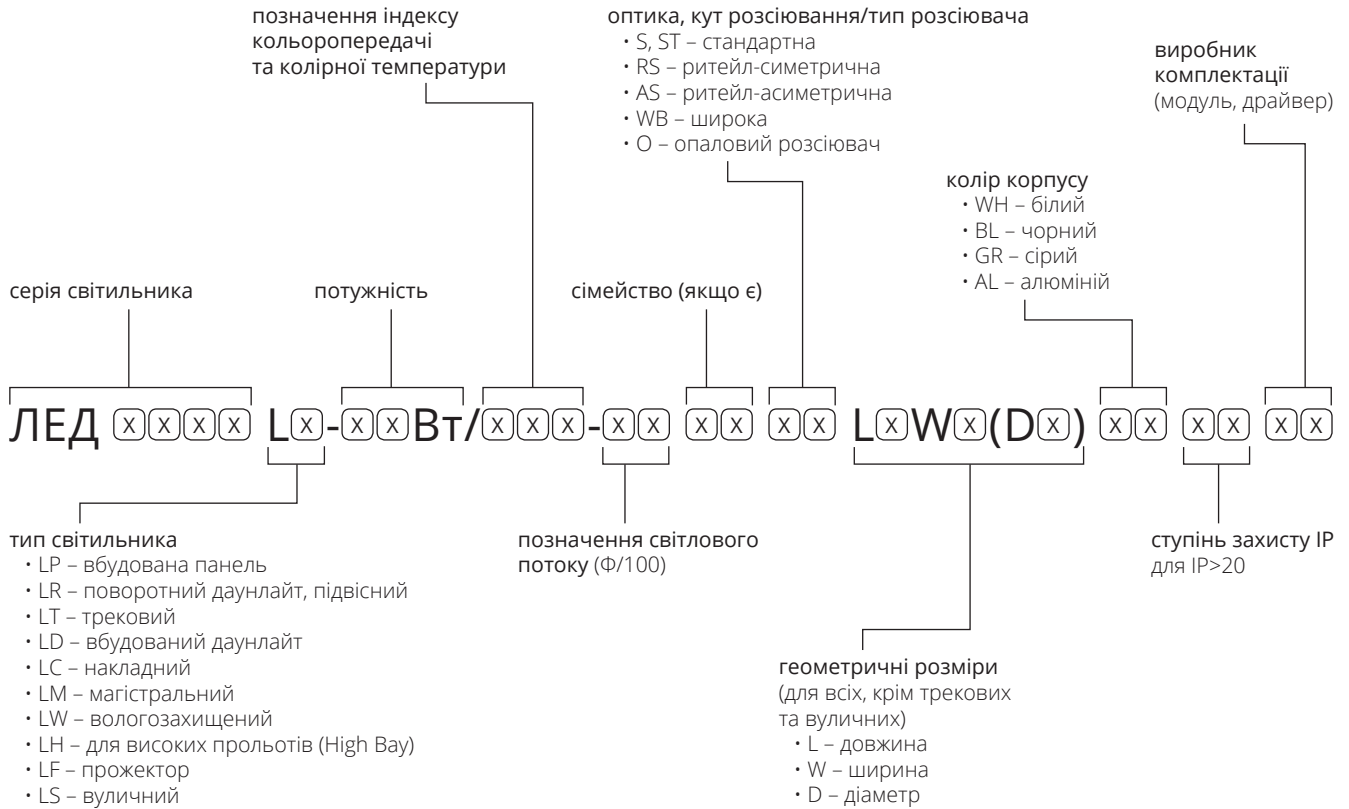 позначення індексу
кольоропередачі
та колірної температури
оптика, кут розсіювання/тип розсіювача
• S, ST – стандартна
• RS – ритейл-симетрична
• AS – ритейл-асиметрична
• WB – широка
• O – опаловий розсіювач
виробник
комплектації
(модуль, драйвер)
колір корпусу
• WH – білий
• BL – чорний
• GR – сірий
• AL – алюміній
серія світильника
потужність
сімейство (якщо є)
ЛЕД XXXX LX-XXВт/XXX-XX XX XX LXWX(DX) XX XX XX
тип світильника
• LP – вбудована панель
• LR – поворотний даунлайт, підвісний
• LT – трековий
• LD – вбудований даунлайт
• LC – накладний
• LM – магістральний
• LW – вологозахищений
• LH – для високих прольотів (High Bay)
• LF – прожектор
• LS – вуличний
позначення світлового
потоку (Ф/100)
геометричні розміри
(для всіх, крім трекових
та вуличних)
• L – довжина
• W – ширина
• D – діаметр
ступінь захисту IP
для IP>20